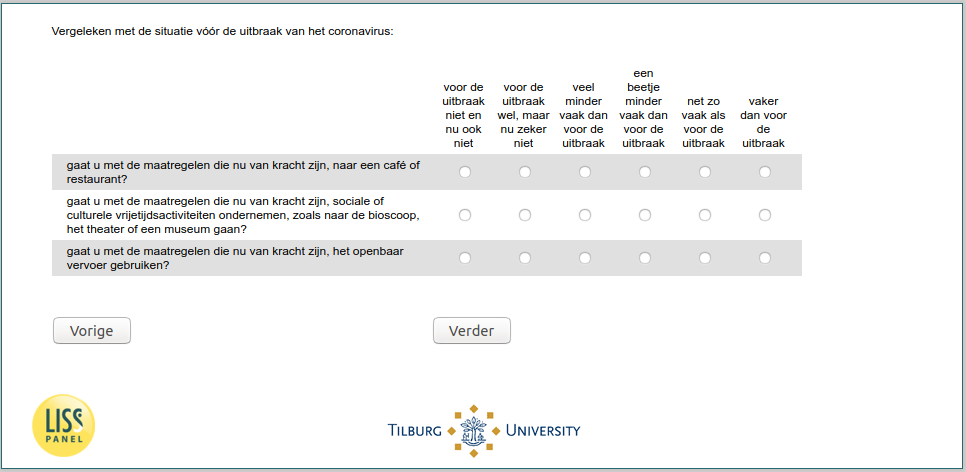 Vergeleken met de situatie vóór de uitbraak van het coronavirus:
voor de
uitbraak
niet en
nu ook
niet
voor de
uitbraak
wel, maar
nu zeker
niet
veel
minder
vaak dan
voor de
uitbraak
een
beetje
minder
vaak dan
voor de
uitbraak
net zo
vaak als
voor de
uitbraak
vaker
dan voor
de
uitbraak
gaat u met de maatregelen die nu van kracht zijn, naar een café of
restaurant?
gaat u met de maatregelen die nu van kracht zijn, sociale of
culturele vrijetijdsactiviteiten ondernemen, zoals naar de bioscoop,
het theater of een museum gaan?
gaat u met de maatregelen die nu van kracht zijn, het openbaar
vervoer gebruiken?
Vorige
Verder
LISS
PANEL
TILBURG UNIVERSITY